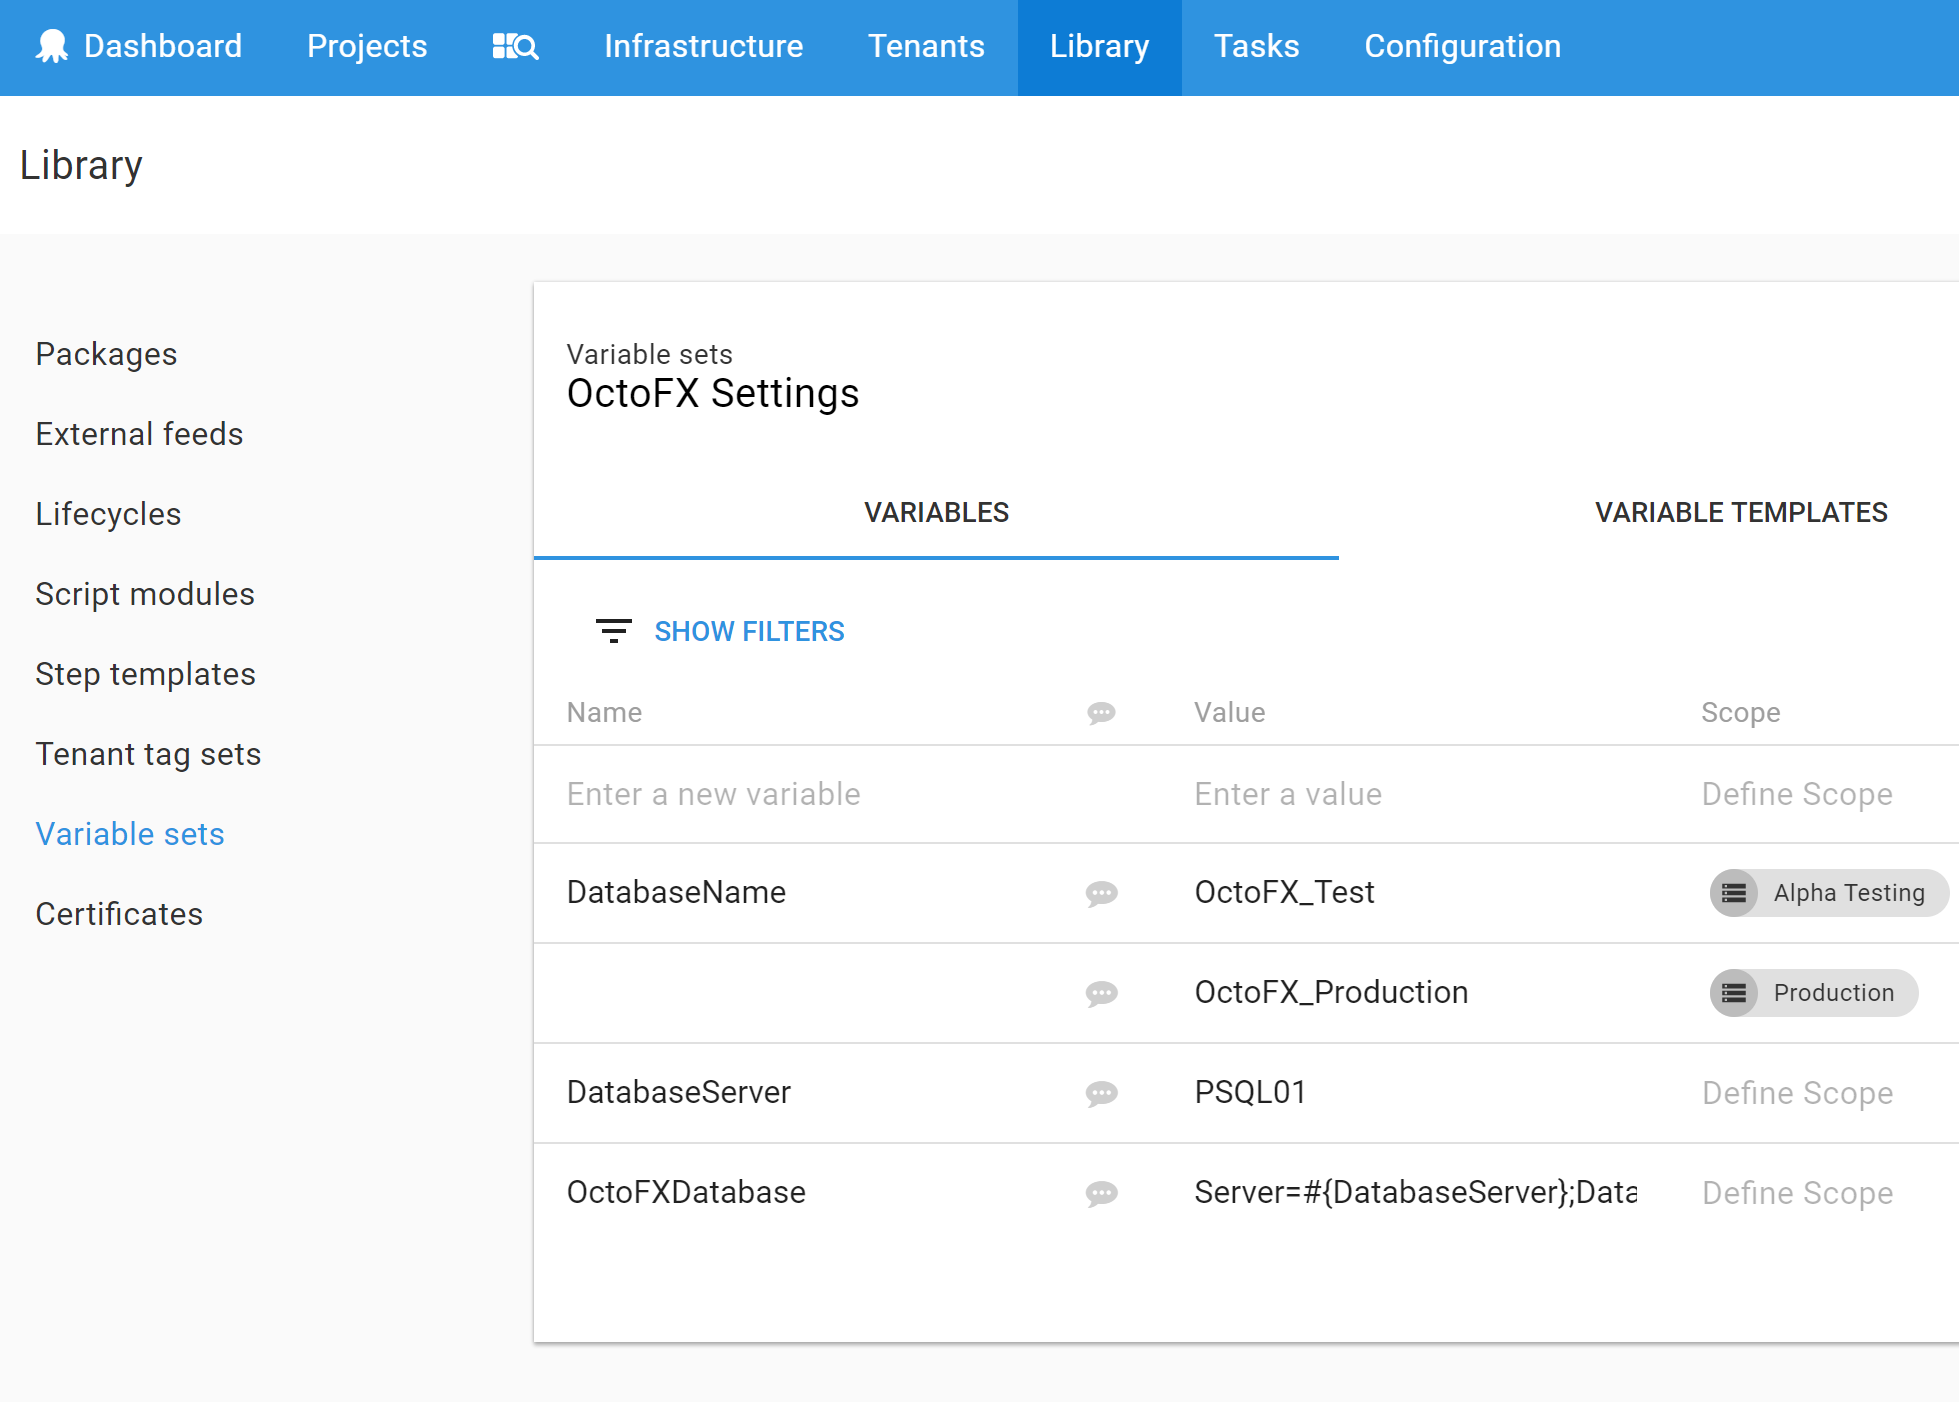 Dashboard Projects Infrastructure Tenants Library Tasks Configuration
Library
Packages
External feeds
Lifecycles
Script modules
Step templates
Tenant tag sets
Variable sets
Certificates
Variable sets
OctoFX Settings
VARIABLES VARIABLE TEMPLATES
SHOW FILTERS
Name Value Scope
Enter a new variable Enter a value Define Scope
DatabaseName OctoFX_Test Alpha Testing
OctoFX_Production Production
DatabaseServer PSQL01 Define Scope
OctoFXDatabase Server=#{DatabaseServer};Data Define Scope